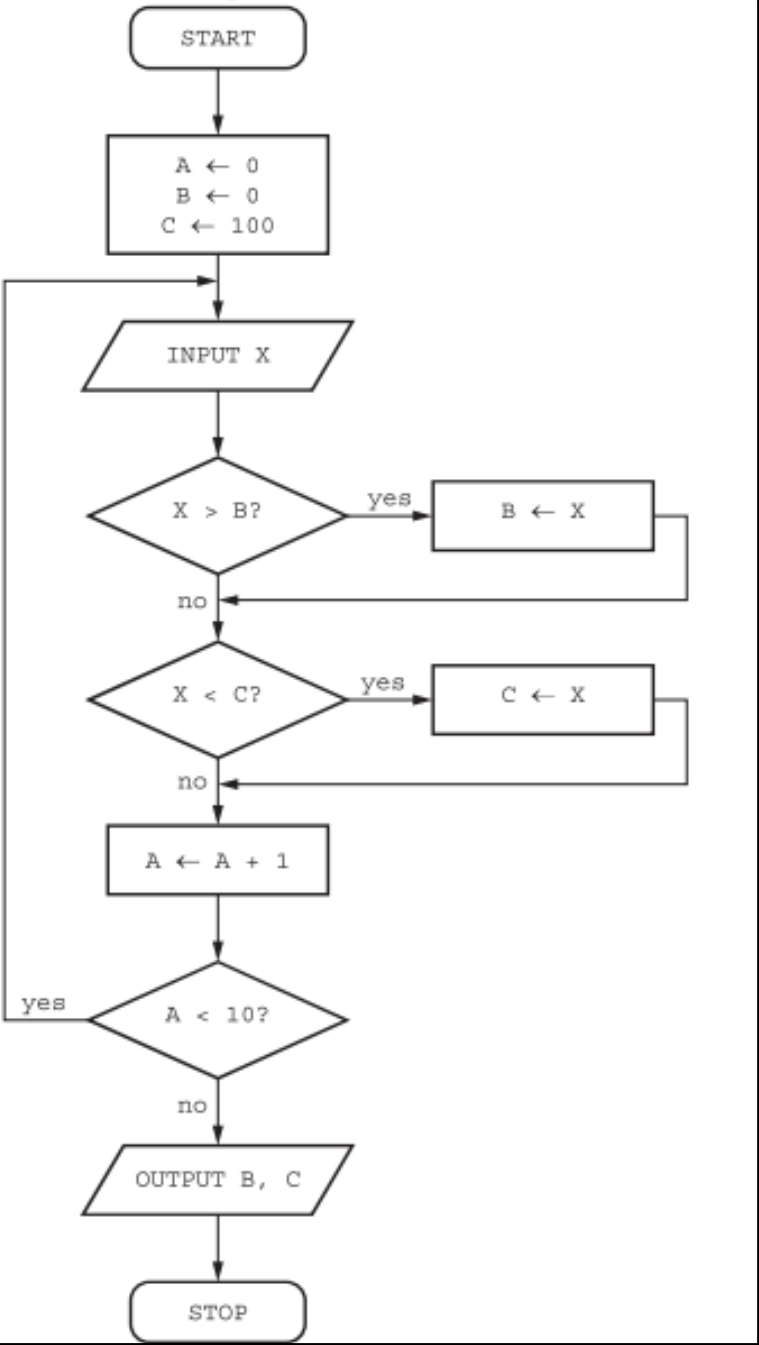 START
A ← 0
B ← 0
C ← 100
INPUT X
X > B?
yes
B ← X
no
X < C?
yes
C ← X
no
A ← A + 1
A < 10?
yes
no
OUTPUT B, C
STOP